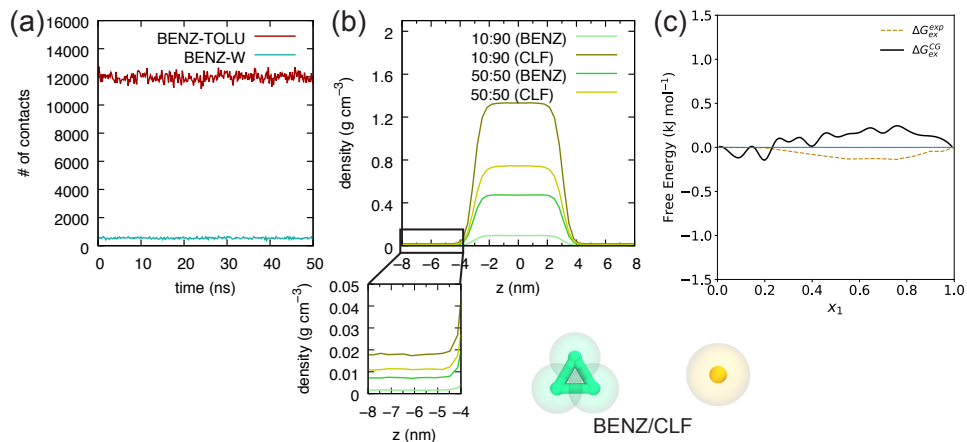 (a)
16000
14000
12000
10000
8000
6000
4000
2000
0
# of contacts
BENZ-TOLU
BENZ-W
0 10 20 30 40 50
time (ns)
(b)
2
1.6
1.2
0.8
0.4
0
density (g cm⁻³)
10:90 (BENZ)
10:90 (CLF)
50:50 (BENZ)
50:50 (CLF)
−8 −6 −4 −2 0 2 4 6 8
z (nm)
0.05
0.04
0.03
0.02
0.01
0
density (g cm⁻³)
−8 −7 −6 −5 −4
z (nm)
(c)
1.5
1.0
0.5
0.0
−0.5
−1.0
−1.5
Free Energy (kJ mol⁻¹)
ΔG_ex^exp
ΔG_ex^CG
0.0 0.2 0.4 0.6 0.8 1.0
x₁
BENZ/CLF